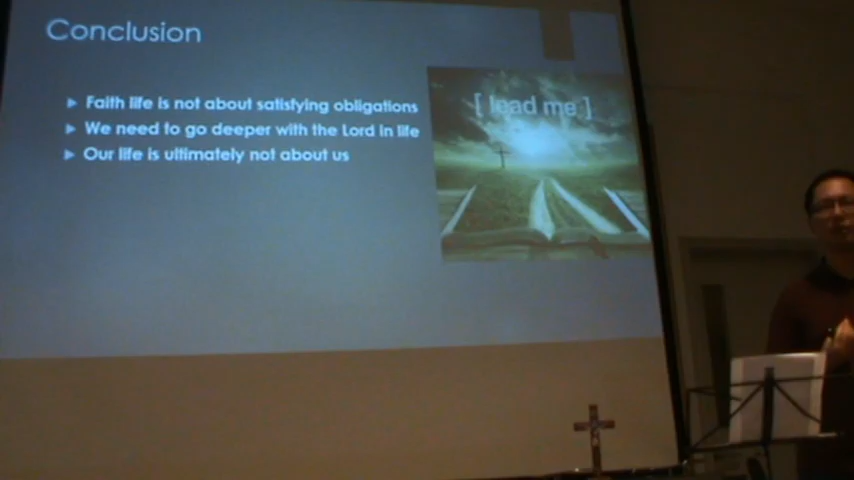 Conclusion
Faith life is not about satisfying obligations
We need to go deeper with the Lord in life
Our life is ultimately not about us
[ lead me ]